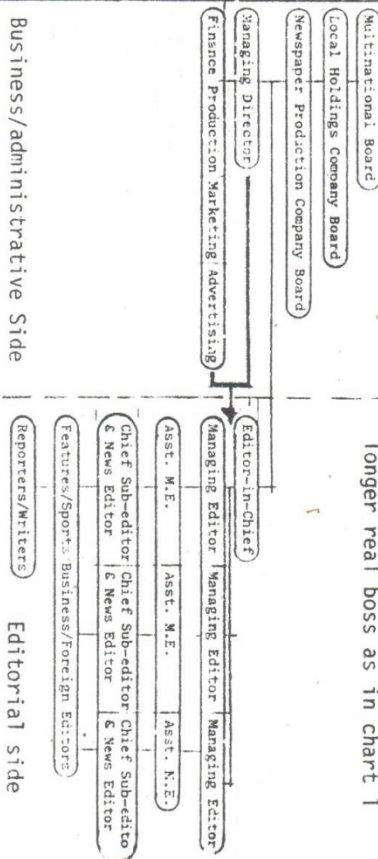 longer real boss as in chart 1
Multinational Board
Local Holdings Company Board
Newspaper Production Company Board
Managing Director
Editor-in-Chief
Finance Production Marketing Advertising
Managing Editor Managing Editor Managing Editor
Asst. M.E. Asst. M.E. Asst. M.E.
Chief Sub-editor Chief Sub-editor Chief Sub-edito
& News Editor & News Editor & News Editor
Features/Sports Business/Foreign Editors
Reporters/Writers
Business/administrative Side
Editorial side